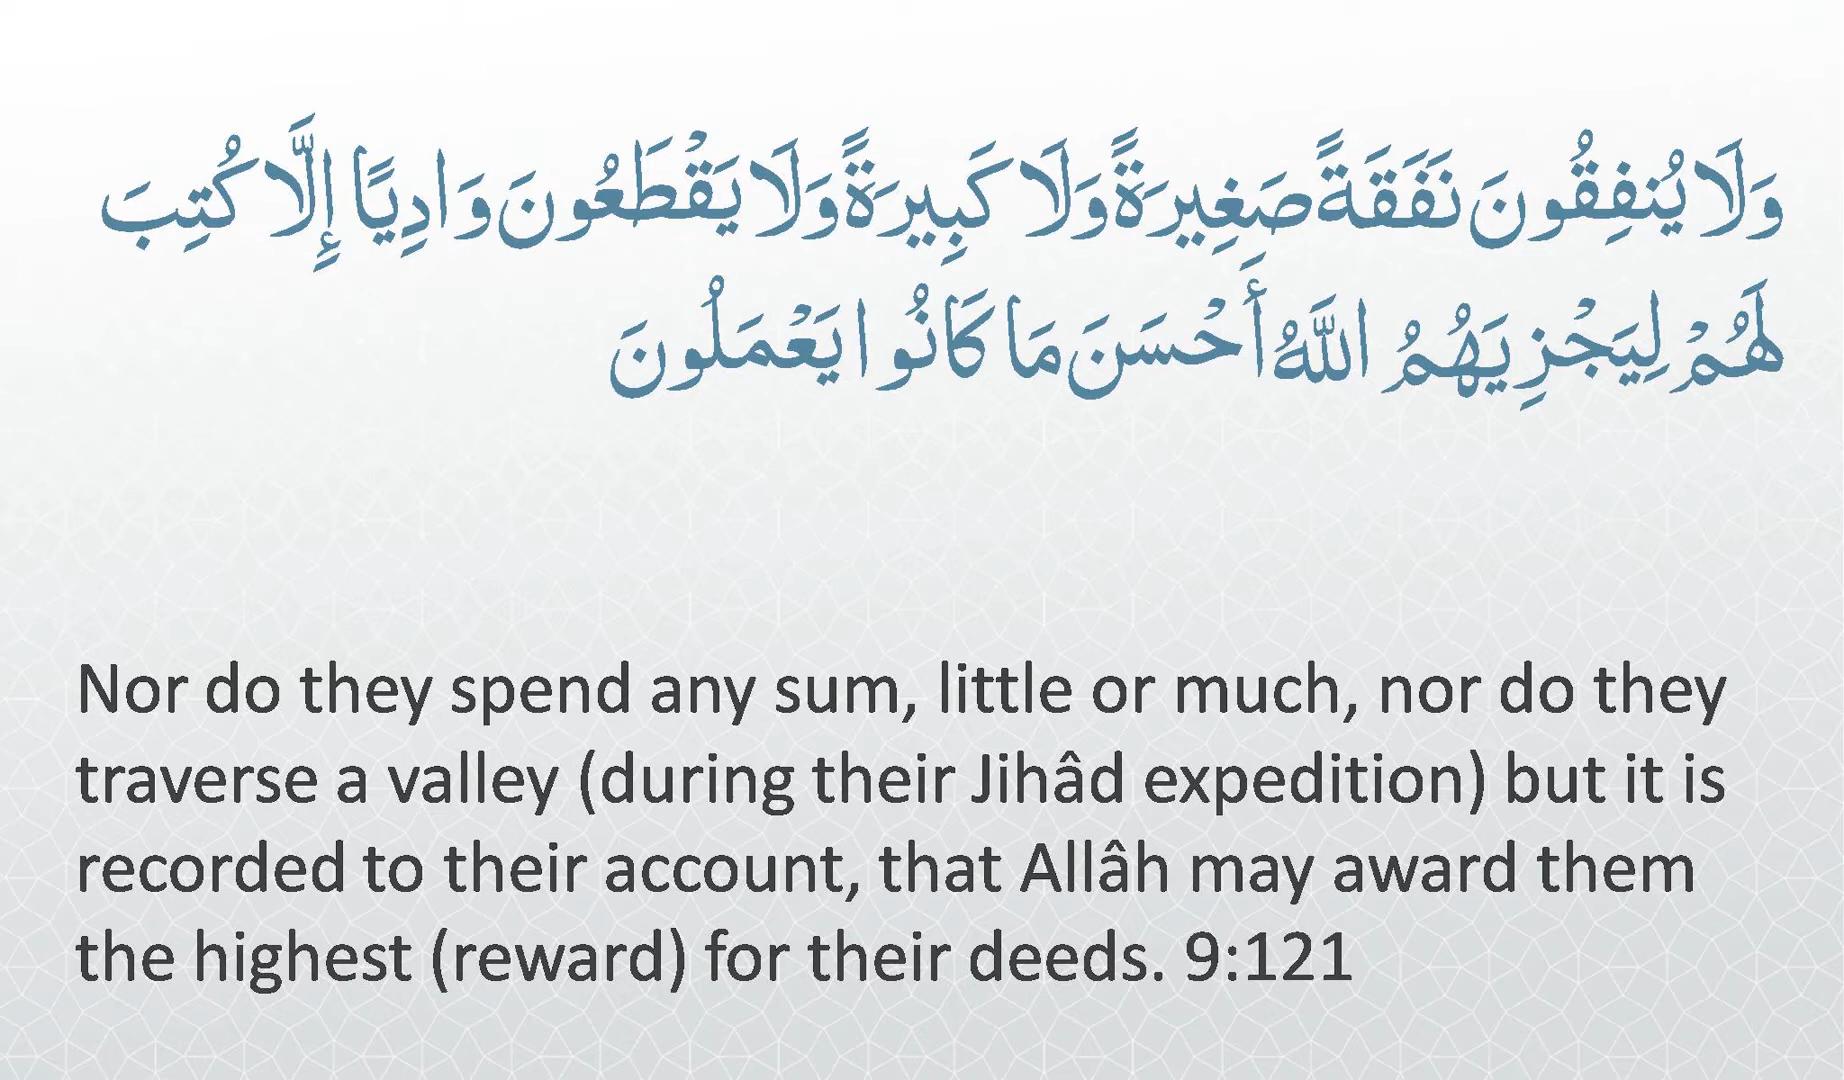 وَلَا يُنفِقُونَ نَفَقَةً صَغِيرَةً وَلَا كَبِيرَةً وَلَا يَقْطَعُونَ وَادِيًا إِلَّا كُتِبَ
لَهُمْ لِيَجْزِيَهُمُ اللَّهُ أَحْسَنَ مَا كَانُوا يَعْمَلُونَ
Nor do they spend any sum, little or much, nor do they
traverse a valley (during their Jihâd expedition) but it is
recorded to their account, that Allâh may award them
the highest (reward) for their deeds. 9:121